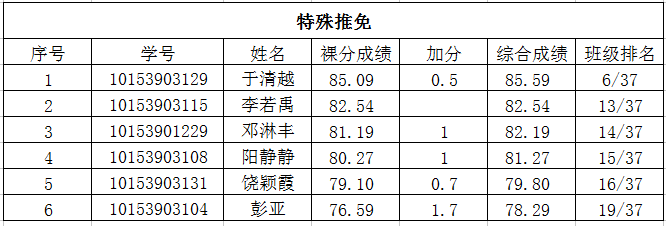 特殊推免
序号 学号 姓名 裸分成绩 加分 综合成绩 班级排名
1 10153903129 于清越 85.09 0.5 85.59 6/37
2 10153903115 李若禹 82.54 82.54 13/37
3 10153901229 邓淋丰 81.19 1 82.19 14/37
4 10153903108 阳静静 80.27 1 81.27 15/37
5 10153903131 饶颖霞 79.10 0.7 79.80 16/37
6 10153903104 彭亚 76.59 1.7 78.29 19/37